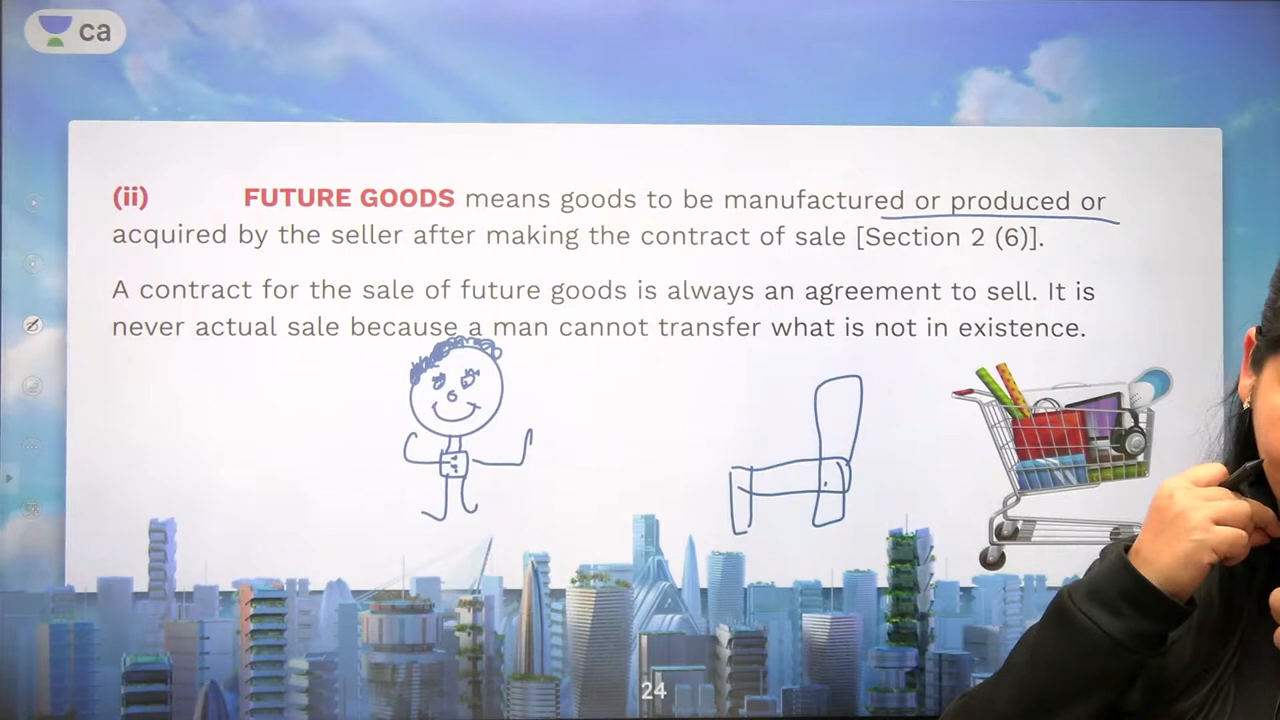 ca
(ii) FUTURE GOODS means goods to be manufactured or produced or
acquired by the seller after making the contract of sale [Section 2 (6)].
A contract for the sale of future goods is always an agreement to sell. It is
never actual sale because a man cannot transfer what is not in existence.
24